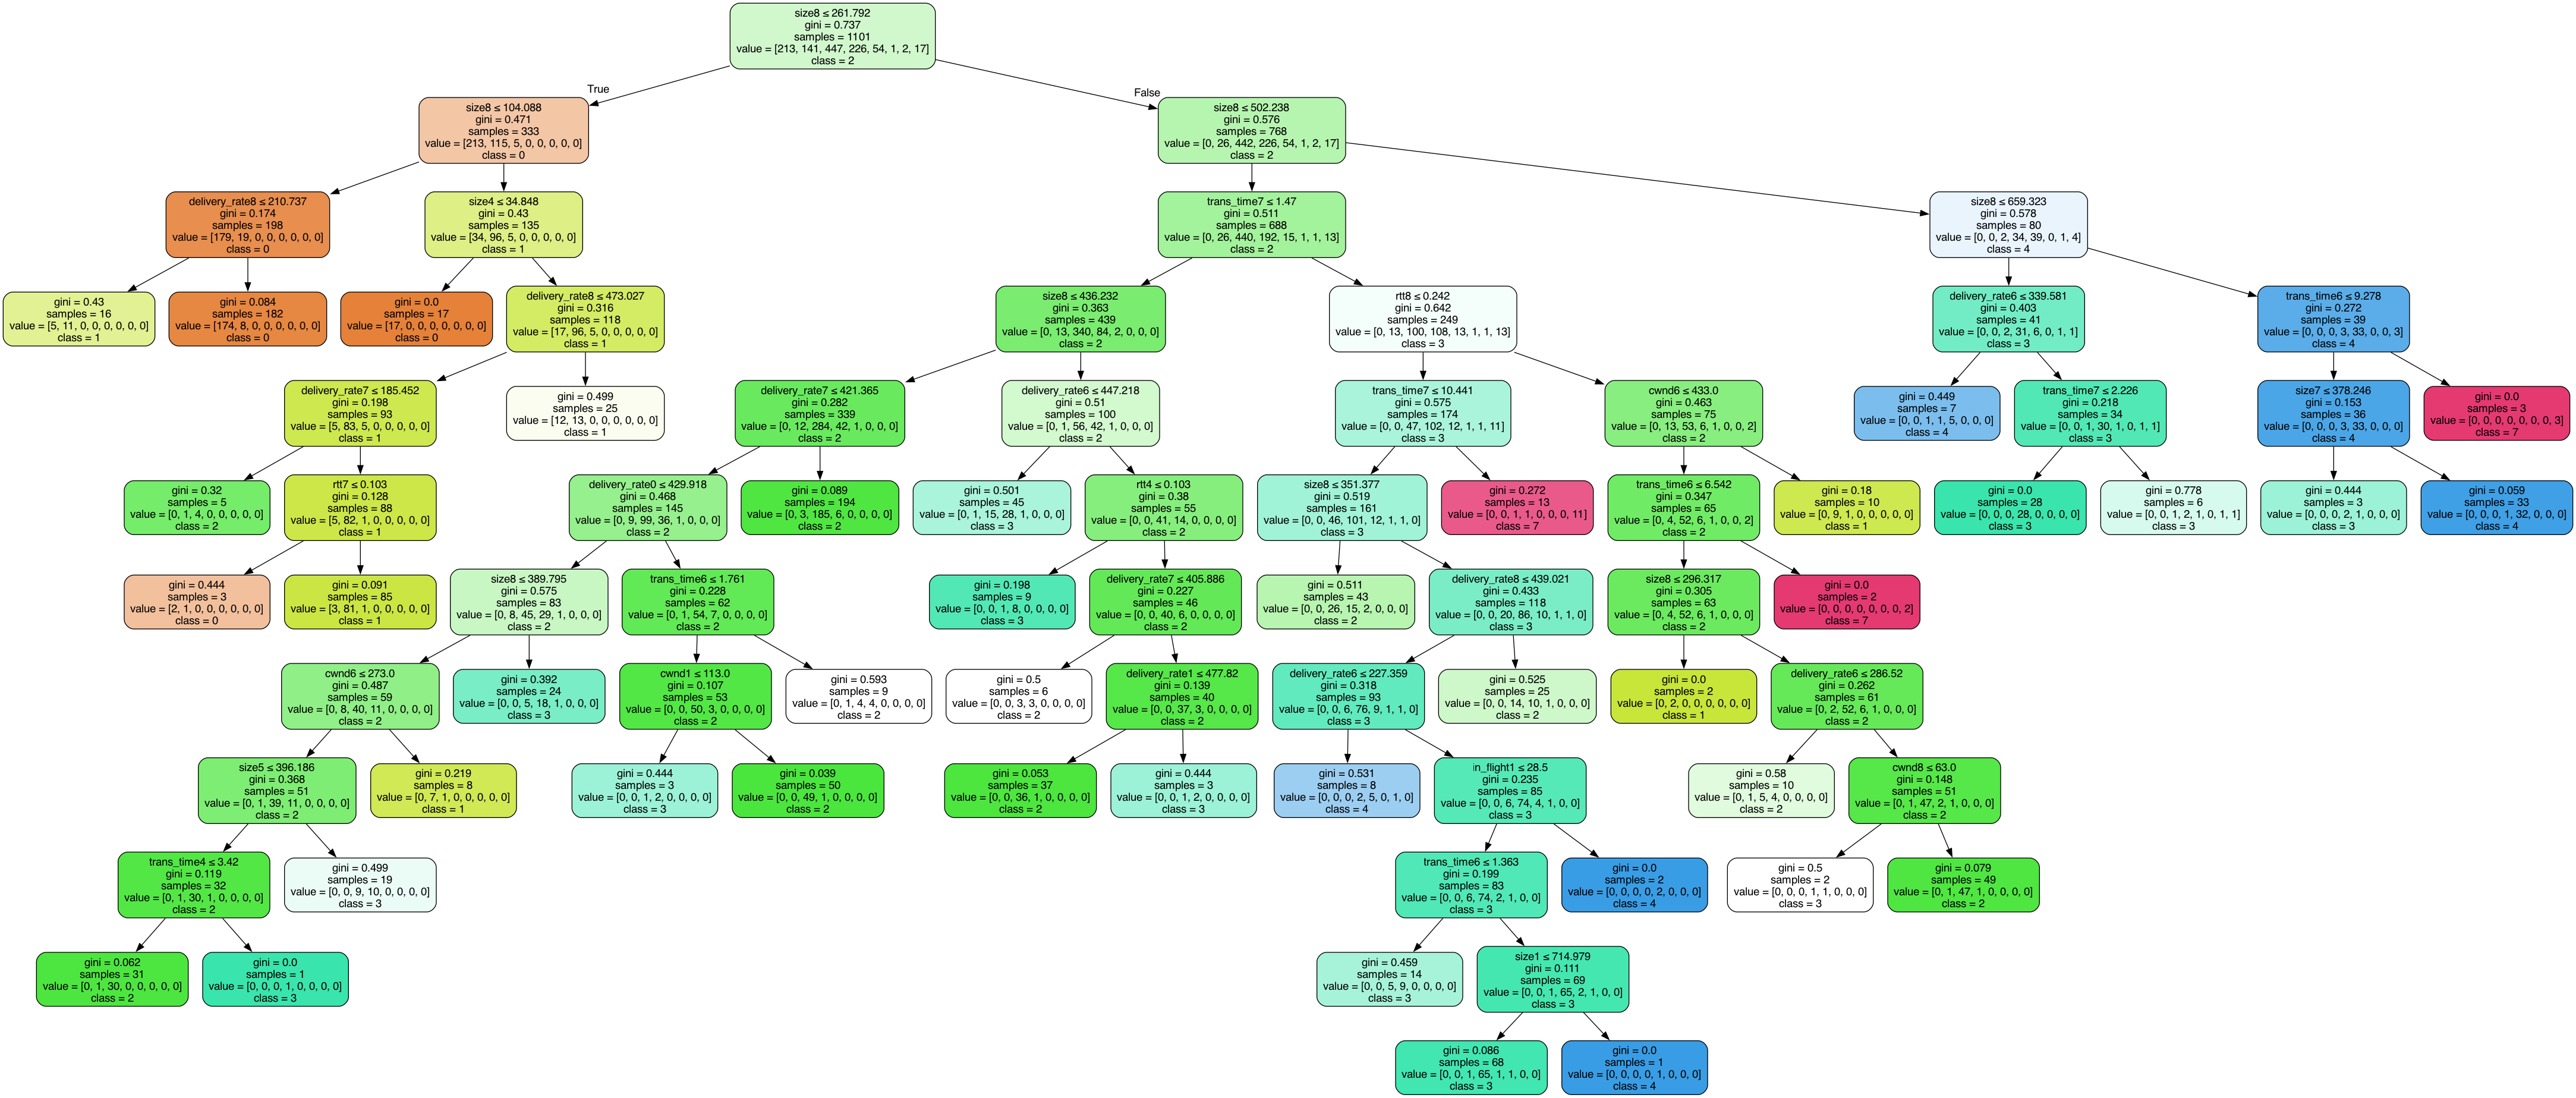 size8 ≤ 261.792
gini = 0.737
samples = 1101
value = [213, 141, 447, 226, 54, 1, 2, 17]
class = 2
True
False
size8 ≤ 104.088
gini = 0.471
samples = 333
value = [213, 115, 5, 0, 0, 0, 0, 0]
class = 0
size8 ≤ 502.238
gini = 0.576
samples = 768
value = [0, 26, 442, 226, 54, 1, 2, 17]
class = 2
delivery_rate8 ≤ 210.737
gini = 0.174
samples = 198
value = [179, 19, 0, 0, 0, 0, 0, 0]
class = 0
size4 ≤ 34.848
gini = 0.43
samples = 135
value = [34, 96, 5, 0, 0, 0, 0, 0]
class = 1
trans_time7 ≤ 1.47
gini = 0.511
samples = 688
value = [0, 26, 440, 192, 15, 1, 1, 13]
class = 2
size8 ≤ 659.323
gini = 0.578
samples = 80
value = [0, 0, 2, 34, 39, 0, 1, 4]
class = 4
gini = 0.43
samples = 16
value = [5, 11, 0, 0, 0, 0, 0, 0]
class = 1
gini = 0.084
samples = 182
value = [174, 8, 0, 0, 0, 0, 0, 0]
class = 0
gini = 0.0
samples = 17
value = [17, 0, 0, 0, 0, 0, 0, 0]
class = 0
delivery_rate8 ≤ 473.027
gini = 0.316
samples = 118
value = [17, 96, 5, 0, 0, 0, 0, 0]
class = 1
size8 ≤ 436.232
gini = 0.363
samples = 439
value = [0, 13, 340, 84, 2, 0, 0, 0]
class = 2
rtt8 ≤ 0.242
gini = 0.642
samples = 249
value = [0, 13, 100, 108, 13, 1, 1, 13]
class = 3
delivery_rate6 ≤ 339.581
gini = 0.403
samples = 41
value = [0, 0, 2, 31, 6, 0, 1, 1]
class = 3
trans_time6 ≤ 9.278
gini = 0.272
samples = 39
value = [0, 0, 0, 3, 33, 0, 0, 3]
class = 4
delivery_rate7 ≤ 185.452
gini = 0.198
samples = 93
value = [5, 83, 5, 0, 0, 0, 0, 0]
class = 1
gini = 0.499
samples = 25
value = [12, 13, 0, 0, 0, 0, 0, 0]
class = 1
delivery_rate7 ≤ 421.365
gini = 0.282
samples = 339
value = [0, 12, 284, 42, 1, 0, 0, 0]
class = 2
delivery_rate6 ≤ 447.218
gini = 0.51
samples = 100
value = [0, 1, 56, 42, 1, 0, 0, 0]
class = 2
trans_time7 ≤ 10.441
gini = 0.575
samples = 174
value = [0, 0, 47, 102, 12, 1, 1, 11]
class = 3
cwnd6 ≤ 433.0
gini = 0.463
samples = 75
value = [0, 13, 53, 6, 1, 0, 0, 2]
class = 2
gini = 0.449
samples = 7
value = [0, 0, 1, 1, 5, 0, 0, 0]
class = 4
trans_time7 ≤ 2.226
gini = 0.218
samples = 34
value = [0, 0, 1, 30, 1, 0, 1, 1]
class = 3
size7 ≤ 378.246
gini = 0.153
samples = 36
value = [0, 0, 0, 3, 33, 0, 0, 0]
class = 4
gini = 0.0
samples = 3
value = [0, 0, 0, 0, 0, 0, 0, 3]
class = 7
gini = 0.32
samples = 5
value = [0, 1, 4, 0, 0, 0, 0, 0]
class = 2
rtt7 ≤ 0.103
gini = 0.128
samples = 88
value = [5, 82, 1, 0, 0, 0, 0, 0]
class = 1
delivery_rate0 ≤ 429.918
gini = 0.468
samples = 145
value = [0, 9, 99, 36, 1, 0, 0, 0]
class = 2
gini = 0.089
samples = 194
value = [0, 3, 185, 6, 0, 0, 0, 0]
class = 2
gini = 0.501
samples = 45
value = [0, 1, 15, 28, 1, 0, 0, 0]
class = 3
rtt4 ≤ 0.103
gini = 0.38
samples = 55
value = [0, 0, 41, 14, 0, 0, 0, 0]
class = 2
size8 ≤ 351.377
gini = 0.519
samples = 161
value = [0, 0, 46, 101, 12, 1, 1, 0]
class = 3
gini = 0.272
samples = 13
value = [0, 0, 1, 1, 0, 0, 0, 11]
class = 7
trans_time6 ≤ 6.542
gini = 0.347
samples = 65
value = [0, 4, 52, 6, 1, 0, 0, 2]
class = 2
gini = 0.18
samples = 10
value = [0, 9, 1, 0, 0, 0, 0, 0]
class = 1
gini = 0.0
samples = 28
value = [0, 0, 0, 28, 0, 0, 0, 0]
class = 3
gini = 0.778
samples = 6
value = [0, 0, 1, 2, 1, 0, 1, 1]
class = 3
gini = 0.444
samples = 3
value = [0, 0, 0, 2, 1, 0, 0, 0]
class = 3
gini = 0.059
samples = 33
value = [0, 0, 0, 1, 32, 0, 0, 0]
class = 4
gini = 0.444
samples = 3
value = [2, 1, 0, 0, 0, 0, 0, 0]
class = 0
gini = 0.091
samples = 85
value = [3, 81, 1, 0, 0, 0, 0, 0]
class = 1
size8 ≤ 389.795
gini = 0.575
samples = 83
value = [0, 8, 45, 29, 1, 0, 0, 0]
class = 2
trans_time6 ≤ 1.761
gini = 0.228
samples = 62
value = [0, 1, 54, 7, 0, 0, 0, 0]
class = 2
gini = 0.198
samples = 9
value = [0, 0, 1, 8, 0, 0, 0, 0]
class = 3
delivery_rate7 ≤ 405.886
gini = 0.227
samples = 46
value = [0, 0, 40, 6, 0, 0, 0, 0]
class = 2
gini = 0.511
samples = 43
value = [0, 0, 26, 15, 2, 0, 0, 0]
class = 2
delivery_rate8 ≤ 439.021
gini = 0.433
samples = 118
value = [0, 0, 20, 86, 10, 1, 1, 0]
class = 3
size8 ≤ 296.317
gini = 0.305
samples = 63
value = [0, 4, 52, 6, 1, 0, 0, 0]
class = 2
gini = 0.0
samples = 2
value = [0, 0, 0, 0, 0, 0, 0, 2]
class = 7
cwnd6 ≤ 273.0
gini = 0.487
samples = 59
value = [0, 8, 40, 11, 0, 0, 0, 0]
class = 2
gini = 0.392
samples = 24
value = [0, 0, 5, 18, 1, 0, 0, 0]
class = 3
cwnd1 ≤ 113.0
gini = 0.107
samples = 53
value = [0, 0, 50, 3, 0, 0, 0, 0]
class = 2
gini = 0.593
samples = 9
value = [0, 1, 4, 4, 0, 0, 0, 0]
class = 2
gini = 0.5
samples = 6
value = [0, 0, 3, 3, 0, 0, 0, 0]
class = 2
delivery_rate1 ≤ 477.82
gini = 0.139
samples = 40
value = [0, 0, 37, 3, 0, 0, 0, 0]
class = 2
delivery_rate6 ≤ 227.359
gini = 0.318
samples = 93
value = [0, 0, 6, 76, 9, 1, 1, 0]
class = 3
gini = 0.525
samples = 25
value = [0, 0, 14, 10, 1, 0, 0, 0]
class = 2
gini = 0.0
samples = 2
value = [0, 2, 0, 0, 0, 0, 0, 0]
class = 1
delivery_rate6 ≤ 286.52
gini = 0.262
samples = 61
value = [0, 2, 52, 6, 1, 0, 0, 0]
class = 2
size5 ≤ 396.186
gini = 0.368
samples = 51
value = [0, 1, 39, 11, 0, 0, 0, 0]
class = 2
gini = 0.219
samples = 8
value = [0, 7, 1, 0, 0, 0, 0, 0]
class = 1
gini = 0.444
samples = 3
value = [0, 0, 1, 2, 0, 0, 0, 0]
class = 3
gini = 0.039
samples = 50
value = [0, 0, 49, 1, 0, 0, 0, 0]
class = 2
gini = 0.053
samples = 37
value = [0, 0, 36, 1, 0, 0, 0, 0]
class = 2
gini = 0.444
samples = 3
value = [0, 0, 1, 2, 0, 0, 0, 0]
class = 3
gini = 0.531
samples = 8
value = [0, 0, 0, 2, 5, 0, 1, 0]
class = 4
in_flight1 ≤ 28.5
gini = 0.235
samples = 85
value = [0, 0, 6, 74, 4, 1, 0, 0]
class = 3
gini = 0.58
samples = 10
value = [0, 1, 5, 4, 0, 0, 0, 0]
class = 2
cwnd8 ≤ 63.0
gini = 0.148
samples = 51
value = [0, 1, 47, 2, 1, 0, 0, 0]
class = 2
trans_time4 ≤ 3.42
gini = 0.119
samples = 32
value = [0, 1, 30, 1, 0, 0, 0, 0]
class = 2
gini = 0.499
samples = 19
value = [0, 0, 9, 10, 0, 0, 0, 0]
class = 3
trans_time6 ≤ 1.363
gini = 0.199
samples = 83
value = [0, 0, 6, 74, 2, 1, 0, 0]
class = 3
gini = 0.0
samples = 2
value = [0, 0, 0, 0, 2, 0, 0, 0]
class = 4
gini = 0.5
samples = 2
value = [0, 0, 0, 1, 1, 0, 0, 0]
class = 3
gini = 0.079
samples = 49
value = [0, 1, 47, 1, 0, 0, 0, 0]
class = 2
gini = 0.062
samples = 31
value = [0, 1, 30, 0, 0, 0, 0, 0]
class = 2
gini = 0.0
samples = 1
value = [0, 0, 0, 1, 0, 0, 0, 0]
class = 3
gini = 0.459
samples = 14
value = [0, 0, 5, 9, 0, 0, 0, 0]
class = 3
size1 ≤ 714.979
gini = 0.111
samples = 69
value = [0, 0, 1, 65, 2, 1, 0, 0]
class = 3
gini = 0.086
samples = 68
value = [0, 0, 1, 65, 1, 1, 0, 0]
class = 3
gini = 0.0
samples = 1
value = [0, 0, 0, 0, 1, 0, 0, 0]
class = 4